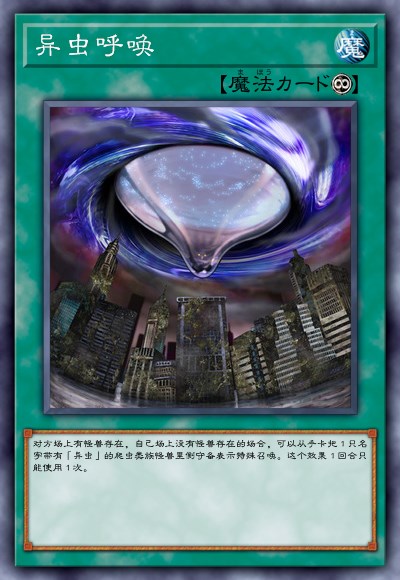 异虫呼唤
魔
まほう
【魔法カード♾】
对方场上有怪兽存在,自己场上没有怪兽存在的场合,可以从手卡把1只名
字带有「异虫」的爬虫类族怪兽里侧守备表示特殊召唤。这个效果1回合只
能使用1次。